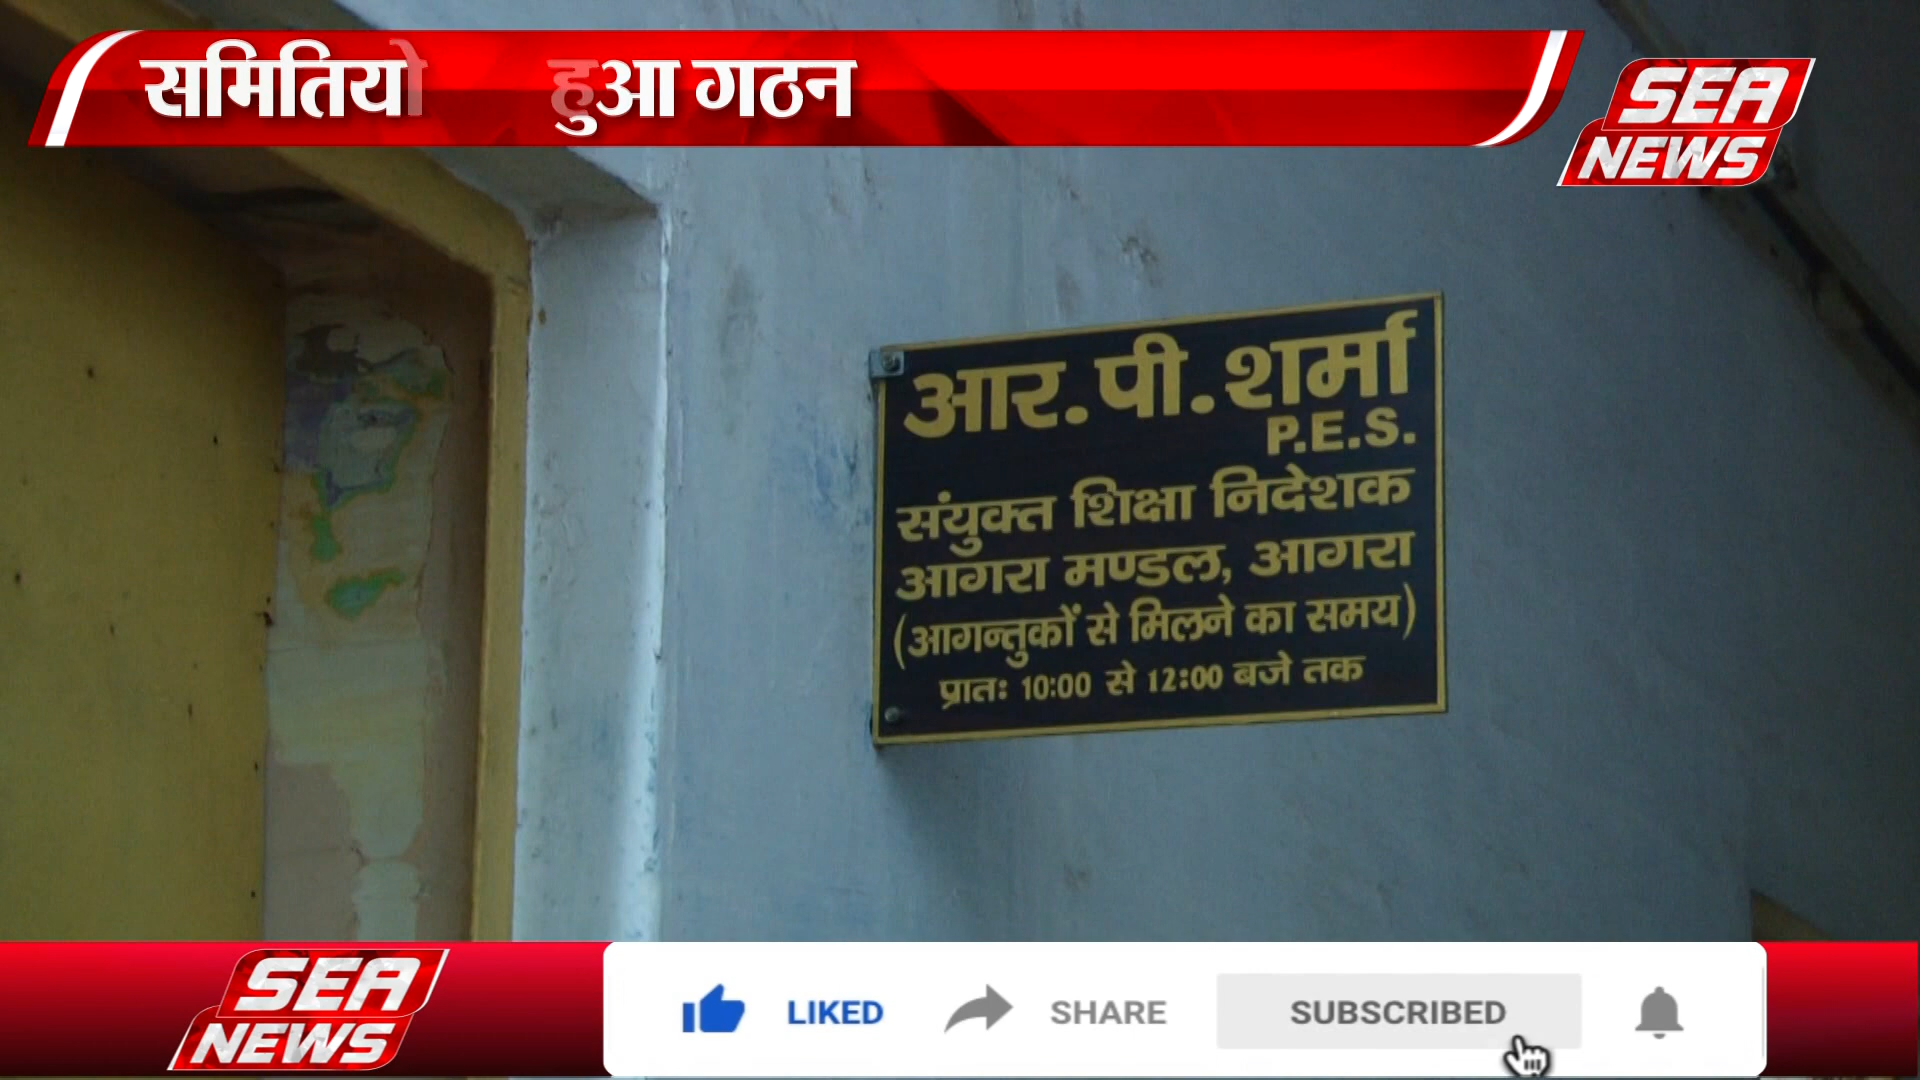 समितियो हुआ गठन
SEA
NEWS
आर.पी.शर्मा
P.E.S.
संयुक्त शिक्षा निदेशक
आगरा मण्डल, आगरा
(आगन्तुकों से मिलने का समय)
प्रातः 10:00 से 12:00 बजे तक
SEA
NEWS
LIKED SHARE SUBSCRIBED